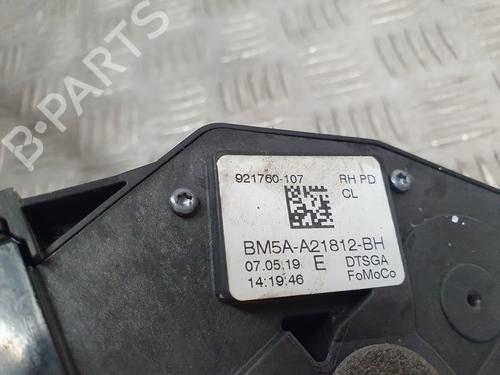 B-PARTS
921760-107 RH PD
CL
BM5A-A21812-BH
07.05.19 E DTSGA
14:19:46 FoMoCo